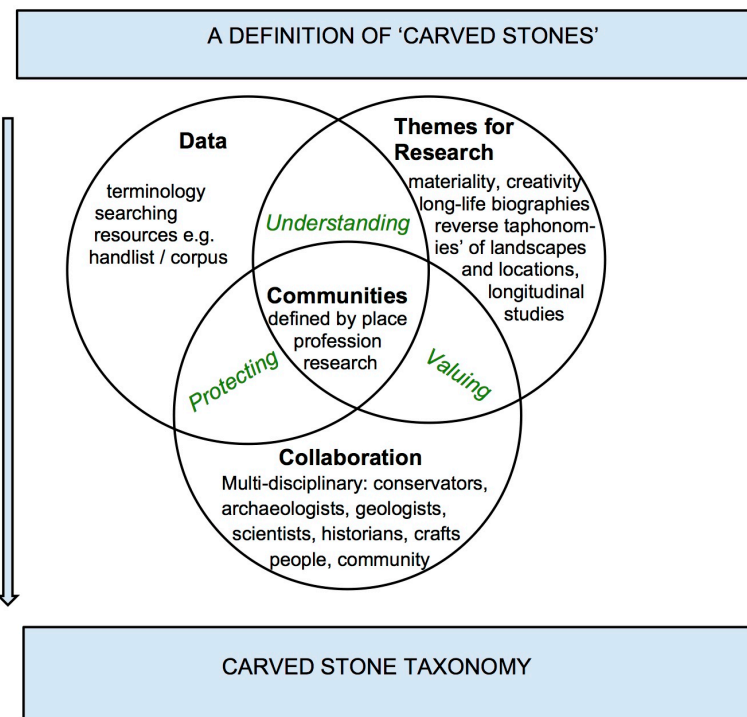 A DEFINITION OF ‘CARVED STONES’
Data
terminology
searching
resources e.g.
handlist / corpus
Themes for
Research
materiality, creativity
long-life biographies
reverse taphonom-
ies’ of landscapes
and locations,
longitudinal
studies
Understanding
Communities
defined by place
profession
research
Protecting
Valuing
Collaboration
Multi-disciplinary: conservators,
archaeologists, geologists,
scientists, historians, crafts
people, community
CARVED STONE TAXONOMY